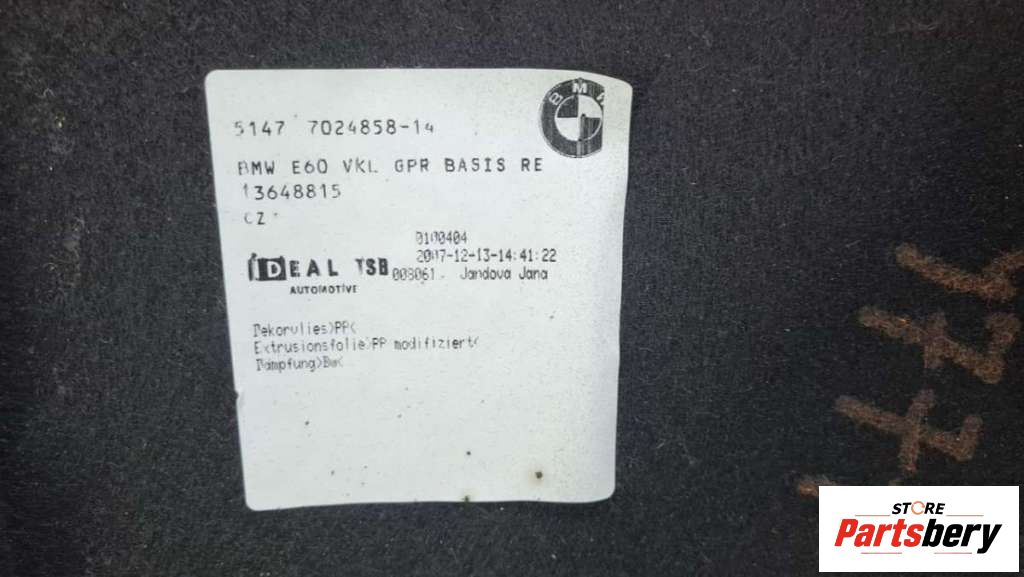 BMW
5147 7024858-14
BMW E60 VKL GPR BASIS RE
13648815
CZ
0100404
2007-12-13-14:41:22
IDEAL TSB 008061 Jandova Jana
AUTOMOTIVE
Dekorvlies>PP<
Extrusionsfolie>PP modifiziert<
Dämpfung>Bw<
STORE
Partsbery